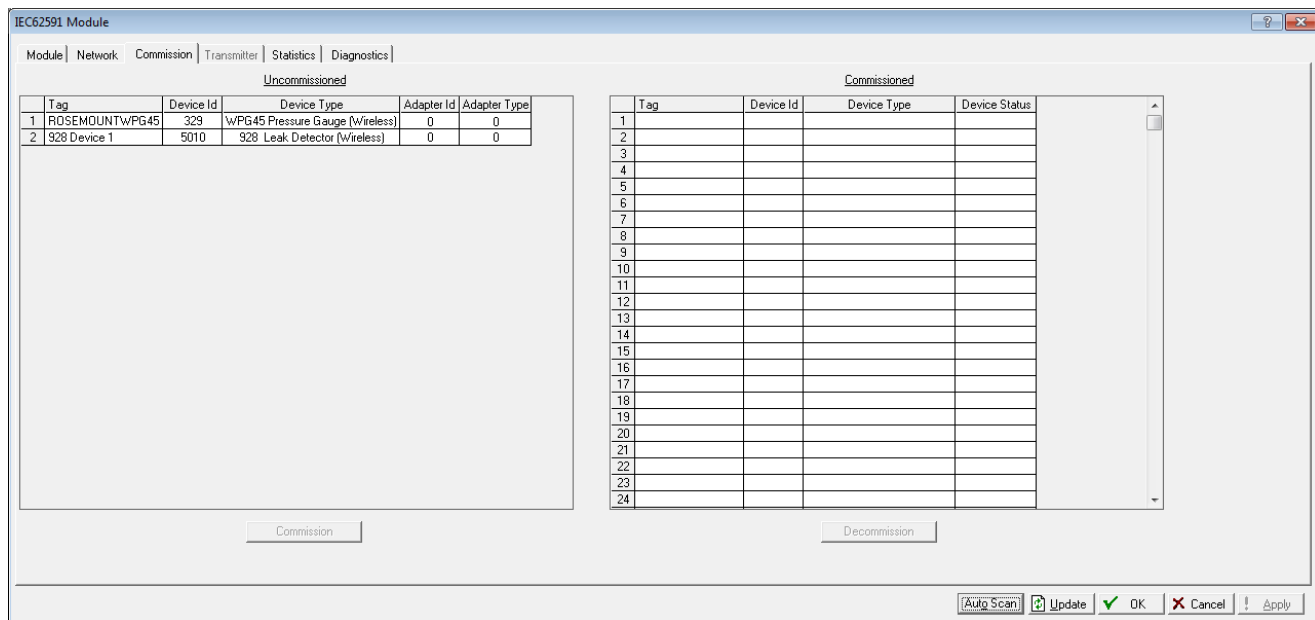 IEC62591 Module
Module Network Commission Transmitter Statistics Diagnostics
Uncommissioned
Tag Device Id Device Type Adapter Id Adapter Type
1 ROSEMOUNTWPG45 329 WPG45 Pressure Gauge (Wireless) 0 0
2 928 Device 1 5010 928 Leak Detector (Wireless) 0 0
Commission
Commissioned
Tag Device Id Device Type Device Status
1
2
3
4
5
6
7
8
9
10
11
12
13
14
15
16
17
18
19
20
21
22
23
24
Decommission
Auto Scan Update OK Cancel ! Apply